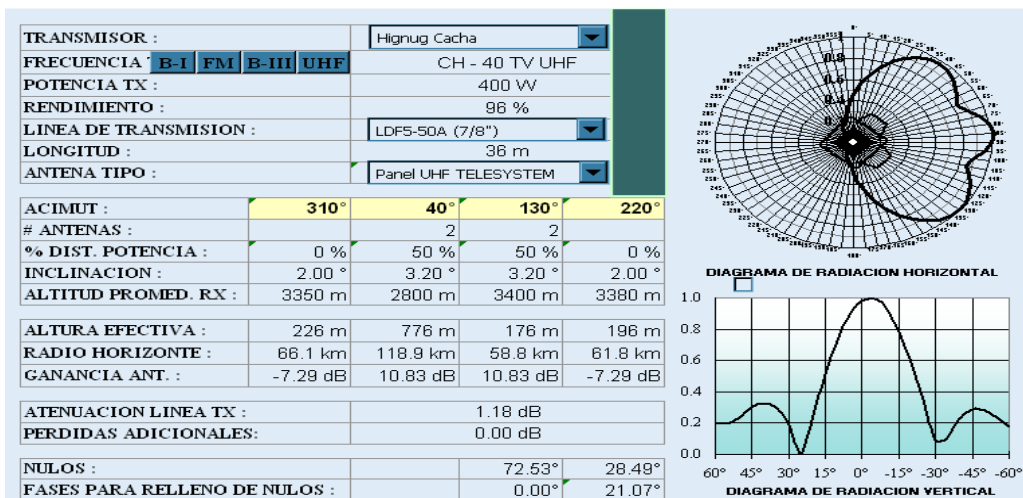 TRANSMISOR : Hignug Cacha
FRECUENCIA B-I FM B-III UHF CH - 40 TV UHF
POTENCIA TX : 400 W
RENDIMIENTO : 96 %
LINEA DE TRANSMISION : LDF5-50A (7/8")
LONGITUD : 36 m
ANTENA TIPO : Panel UHF TELESYSTEM
ACIMUT : 310° 40° 130° 220°
# ANTENAS : 2 2
% DIST. POTENCIA : 0 % 50 % 50 % 0 %
INCLINACION : 2.00 ° 3.20 ° 3.20 ° 2.00 °
ALTITUD PROMED. RX : 3350 m 2800 m 3400 m 3380 m
ALTURA EFECTIVA : 226 m 776 m 176 m 196 m
RADIO HORIZONTE : 66.1 km 118.9 km 58.8 km 61.8 km
GANANCIA ANT. : -7.29 dB 10.83 dB 10.83 dB -7.29 dB
ATENUACION LINEA TX : 1.18 dB
PERDIDAS ADICIONALES: 0.00 dB
NULOS : 72.53° 28.49°
FASES PARA RELLENO DE NULOS : 0.00° 21.07°
DIAGRAMA DE RADIACION HORIZONTAL
1.0
0.8
0.6
0.4
0.2
0.0
60° 45° 30° 15° 0° -15° -30° -45° -60°
DIAGRAMA DE RADIACION VERTICAL